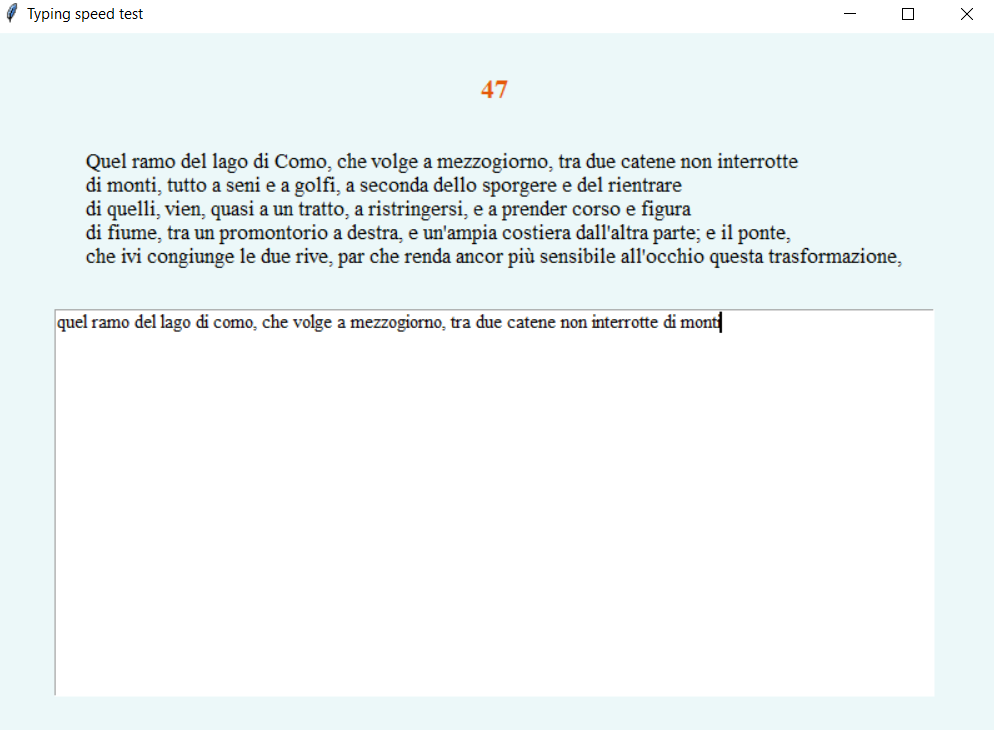 Typing speed test
47
Quel ramo del lago di Como, che volge a mezzogiorno, tra due catene non interrotte
di monti, tutto a seni e a golfi, a seconda dello sporgere e del rientrare
di quelli, vien, quasi a un tratto, a ristringersi, e a prender corso e figura
di fiume, tra un promontorio a destra, e un'ampia costiera dall'altra parte; e il ponte,
che ivi congiunge le due rive, par che renda ancor più sensibile all'occhio questa trasformazione,
quel ramo del lago di como, che volge a mezzogiorno, tra due catene non interrotte di monti